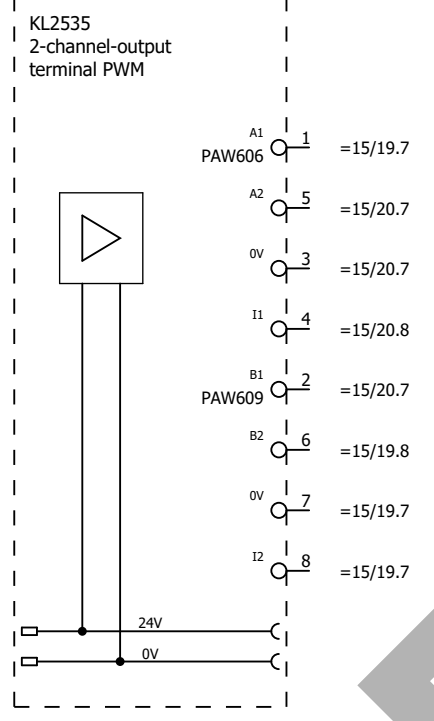 KL2535
2-channel-output
terminal PWM
A1 1 =15/19.7
PAW606
A2 5 =15/20.7
0V 3 =15/20.7
I1 4 =15/20.8
B1 2 =15/20.7
PAW609
B2 6 =15/19.8
0V 7 =15/19.7
I2 8 =15/19.7
24V
0V